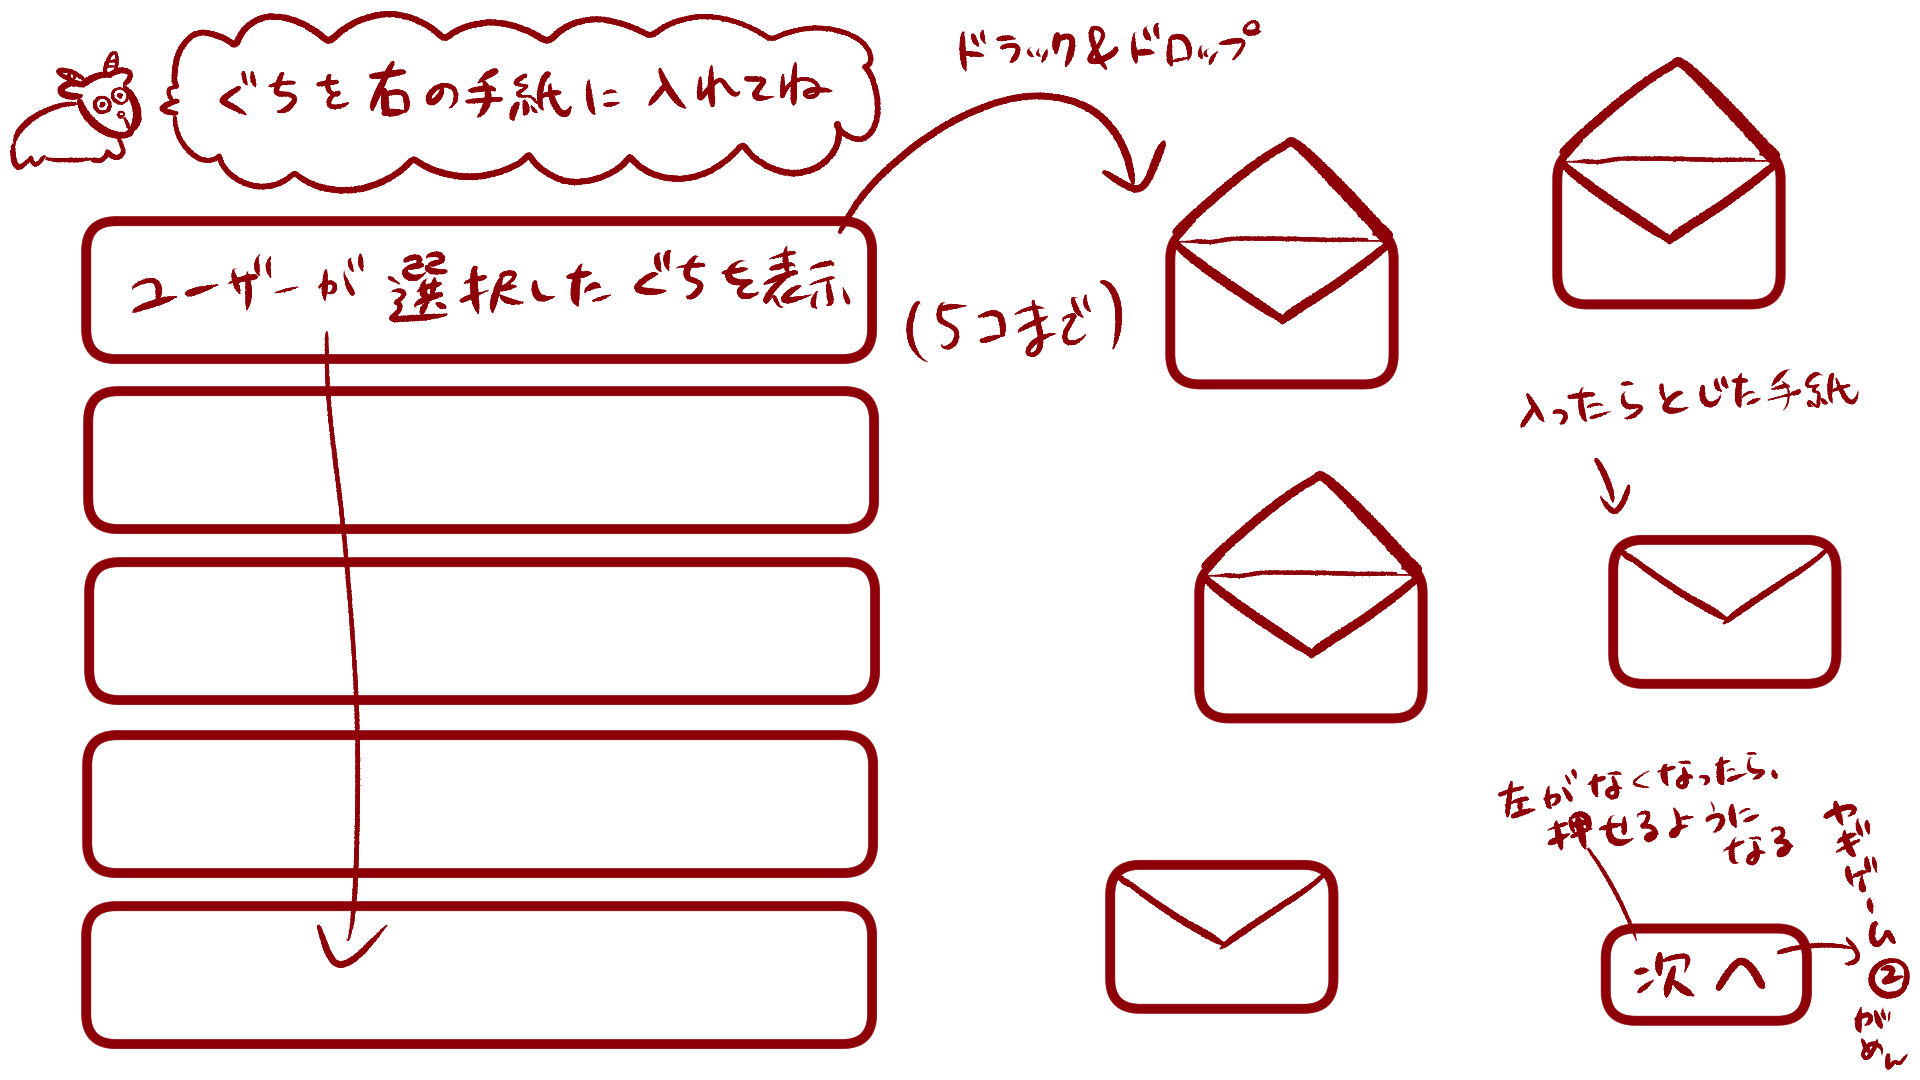 ぐちを右の手紙に入れてね
ドラック&ドロップ
ユーザーが選択したぐちを表示
(5コまで)
入ったらとじた手紙
左がなくなったら、
押せるように
なる
次へ
ヤギゲーム②がめん